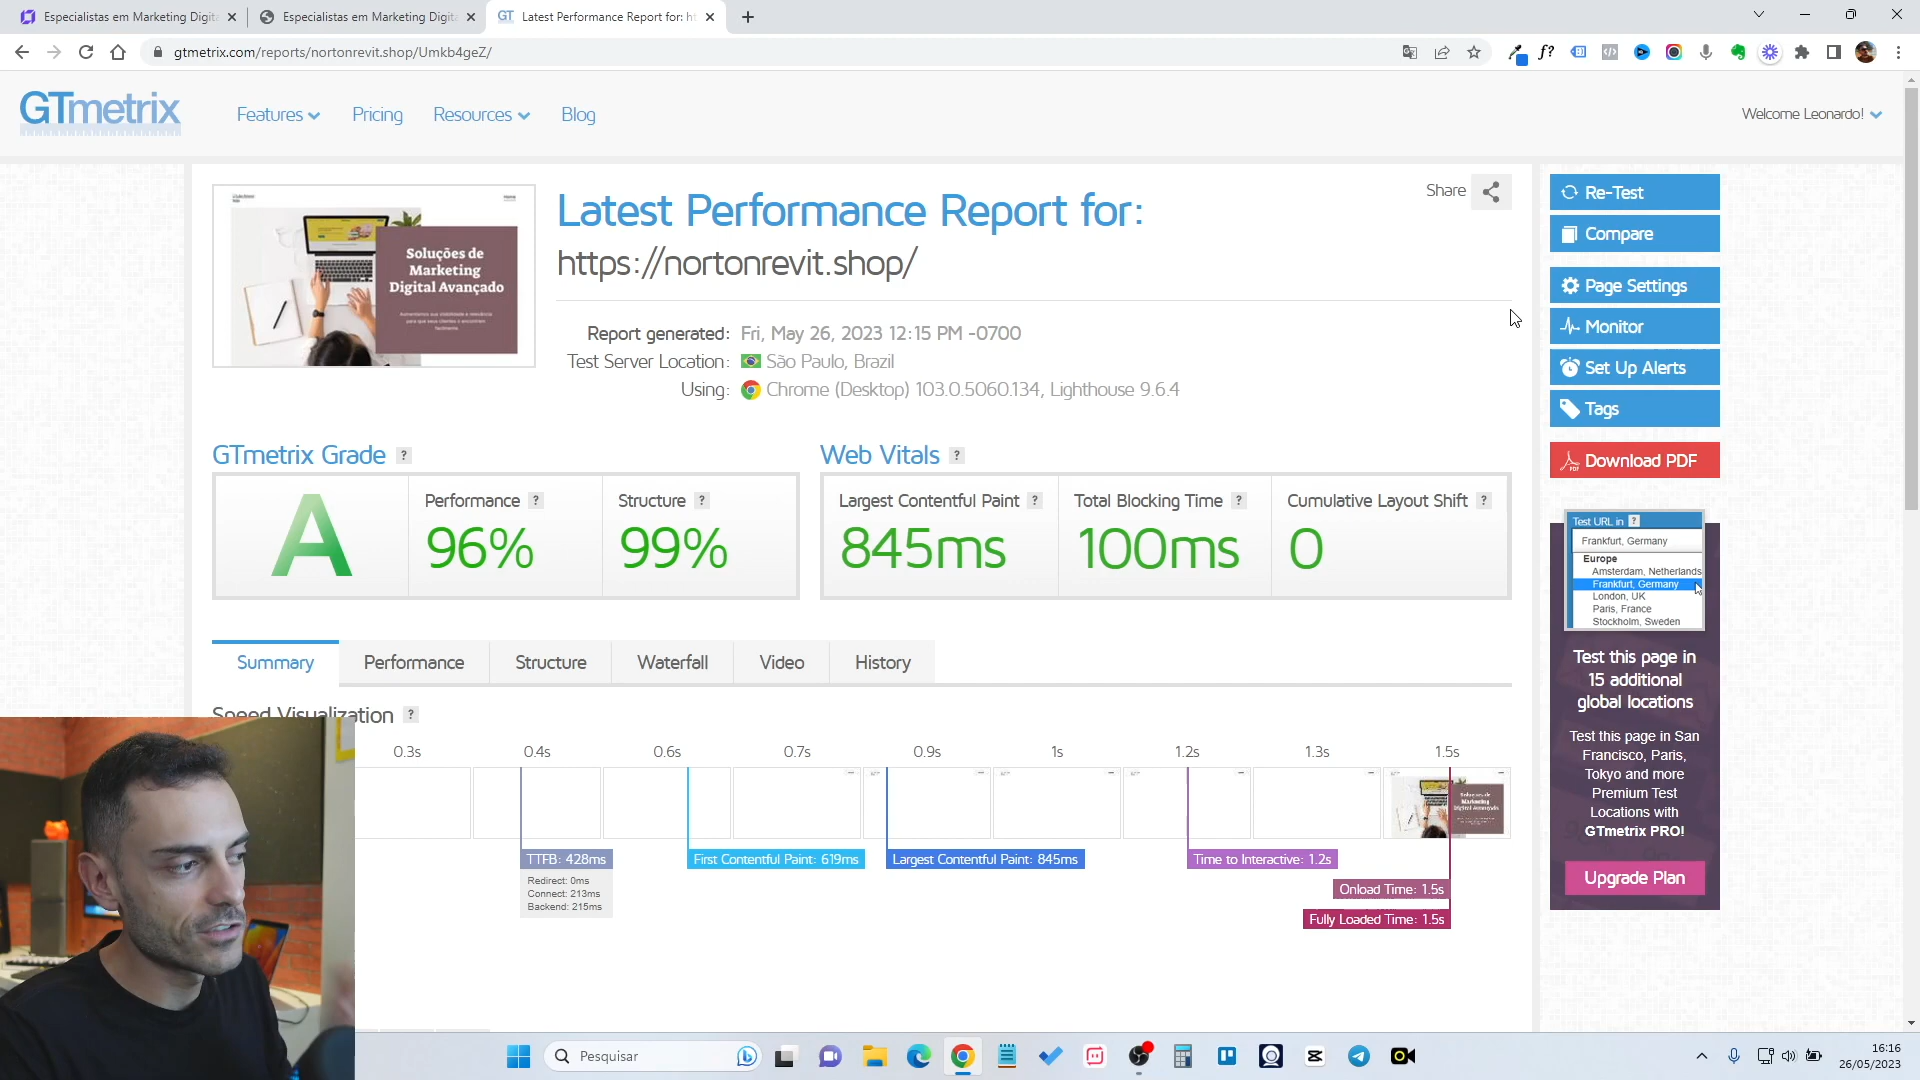 Especialistas em Marketing Digita
Especialistas em Marketing Digita
GT Latest Performance Report for: ht
gtmetrix.com/reports/nortonrevit.shop/Umkb4geZ/
GTmetrix
Features
Pricing
Resources
Blog
Welcome Leonardo!
Soluções de
Marketing
Digital Avançado
Latest Performance Report for:
https://nortonrevit.shop/
Share
Report generated: Fri, May 26, 2023 12:15 PM -0700
Test Server Location: São Paulo, Brazil
Using: Chrome (Desktop) 103.0.5060.134, Lighthouse 9.6.4
Re-Test
Compare
Page Settings
Monitor
Set Up Alerts
Tags
Download PDF
GTmetrix Grade ?
A
Performance ?
96%
Structure ?
99%
Web Vitals ?
Largest Contentful Paint ?
845ms
Total Blocking Time ?
100ms
Cumulative Layout Shift ?
0
Summary
Performance
Structure
Waterfall
Video
History
Speed Visualization ?
0.3s
0.4s
0.6s
0.7s
0.9s
1s
1.2s
1.3s
1.5s
TTFB: 428ms
Redirect: 0ms
Connect: 213ms
Backend: 215ms
First Contentful Paint: 619ms
Largest Contentful Paint: 845ms
Time to Interactive: 1.2s
Onload Time: 1.5s
Fully Loaded Time: 1.5s
Test URL in ?
Frankfurt, Germany
Europe
Amsterdam, Netherlands
Frankfurt, Germany
London, UK
Paris, France
Stockholm, Sweden
Test this page in
15 additional
global locations
Test this page in San
Francisco, Paris,
Tokyo and more
Premium Test
Locations with
GTmetrix PRO!
Upgrade Plan
Pesquisar
16:16
26/05/2023